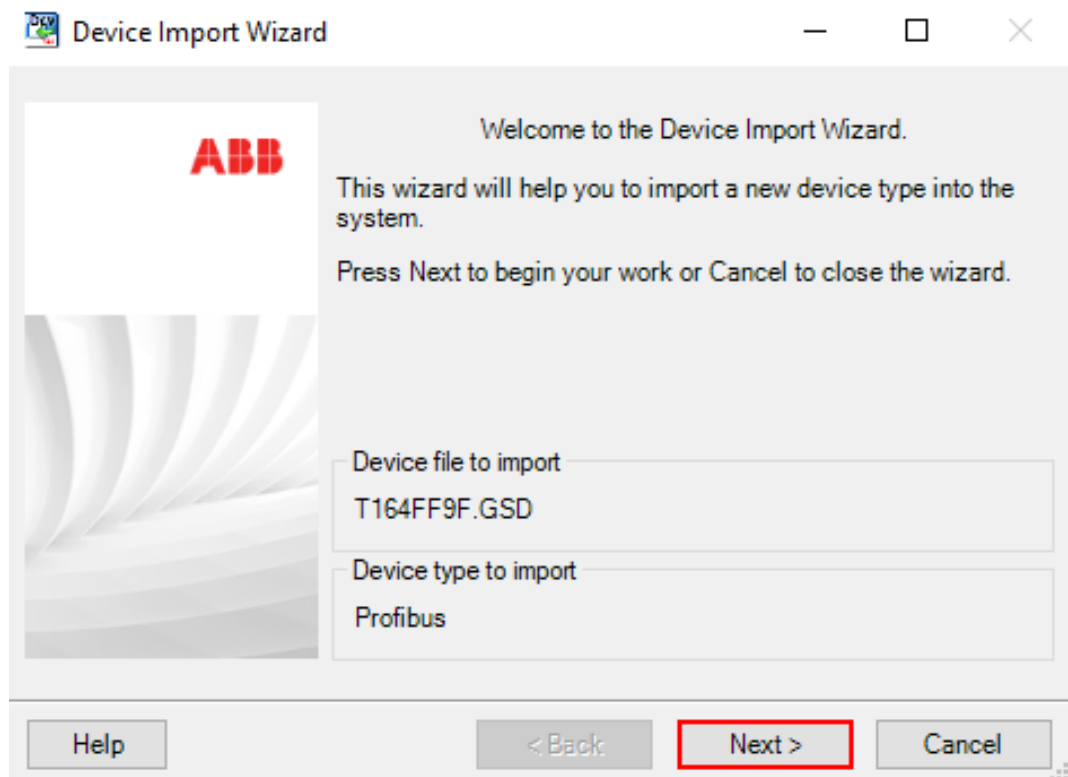 Device Import Wizard
ABB
Welcome to the Device Import Wizard.
This wizard will help you to import a new device type into the
system.
Press Next to begin your work or Cancel to close the wizard.
Device file to import
T164FF9F.GSD
Device type to import
Profibus
Help
< Back
Next >
Cancel